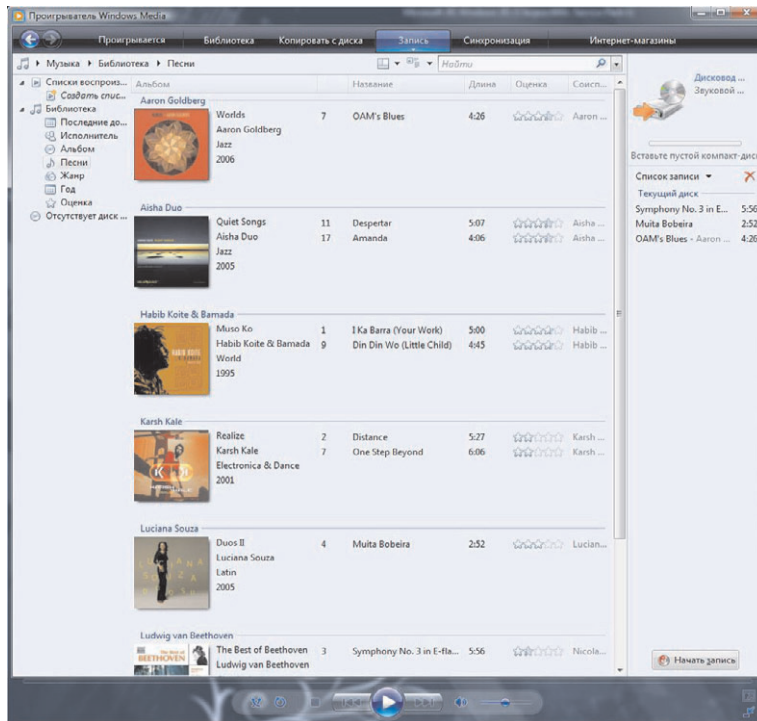 Проигрыватель Windows Media
Проигрывается Библиотека Копировать с диска Запись Синхронизация Интернет-магазины
Музыка Библиотека Песни Найти
Списки воспроиз...
Создать спис...
Библиотека
Последние до...
Исполнитель
Альбом
Песни
Жанр
Год
Оценка
Отсутствует диск ...
Альбом Название Длина Оценка Соисп...
Aaron Goldberg
Worlds 7 OAM's Blues 4:26 Aaron ...
Aaron Goldberg
Jazz
2006
Aisha Duo
Quiet Songs 11 Despertar 5:07 Aisha ...
Aisha Duo 17 Amanda 4:06 Aisha ...
Jazz
2005
Habib Koite & Bamada
Muso Ko 1 I Ka Barra (Your Work) 5:00 Habib ...
Habib Koite & Bamada 9 Din Din Wo (Little Child) 4:45 Habib ...
World
1995
Karsh Kale
Realize 2 Distance 5:27 Karsh ...
Karsh Kale 7 One Step Beyond 6:06 Karsh ...
Electronica & Dance
2001
Luciana Souza
Duos II 4 Muita Bobeira 2:52 Lucian...
Luciana Souza
Latin
2005
Ludwig van Beethoven
The Best of Beethoven 3 Symphony No. 3 in E-fla... 5:56 Nicola...
Ludwig van Beethoven
The Best of
BEETHOVEN
Дисковод ...
Звуковой ...
Вставьте пустой компакт-диск
Список записи
Текущий диск
Symphony No. 3 in E... 5:56
Muita Bobeira 2:52
OAM's Blues - Aaron ... 4:26
Начать запись